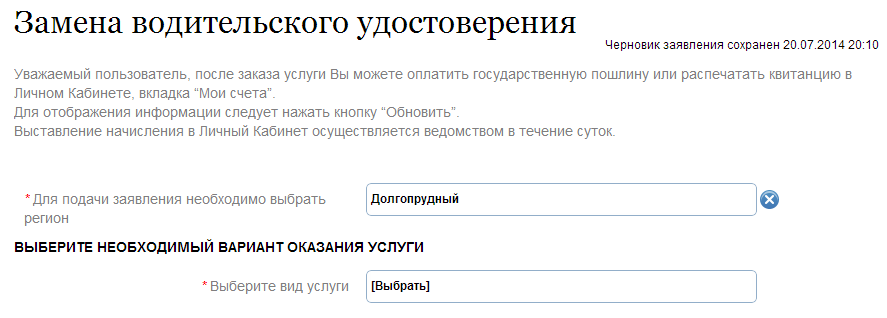 Замена водительского удостоверения
Черновик заявления сохранен 20.07.2014 20:10
Уважаемый пользователь, после заказа услуги Вы можете оплатить государственную пошлину или распечатать квитанцию в
Личном Кабинете, вкладка “Мои счета”.
Для отображения информации следует нажать кнопку “Обновить”.
Выставление начисления в Личный Кабинет осуществляется ведомством в течение суток.
* Для подачи заявления необходимо выбрать
регион
Долгопрудный
ВЫБЕРИТЕ НЕОБХОДИМЫЙ ВАРИАНТ ОКАЗАНИЯ УСЛУГИ
* Выберите вид услуги
[Выбрать]